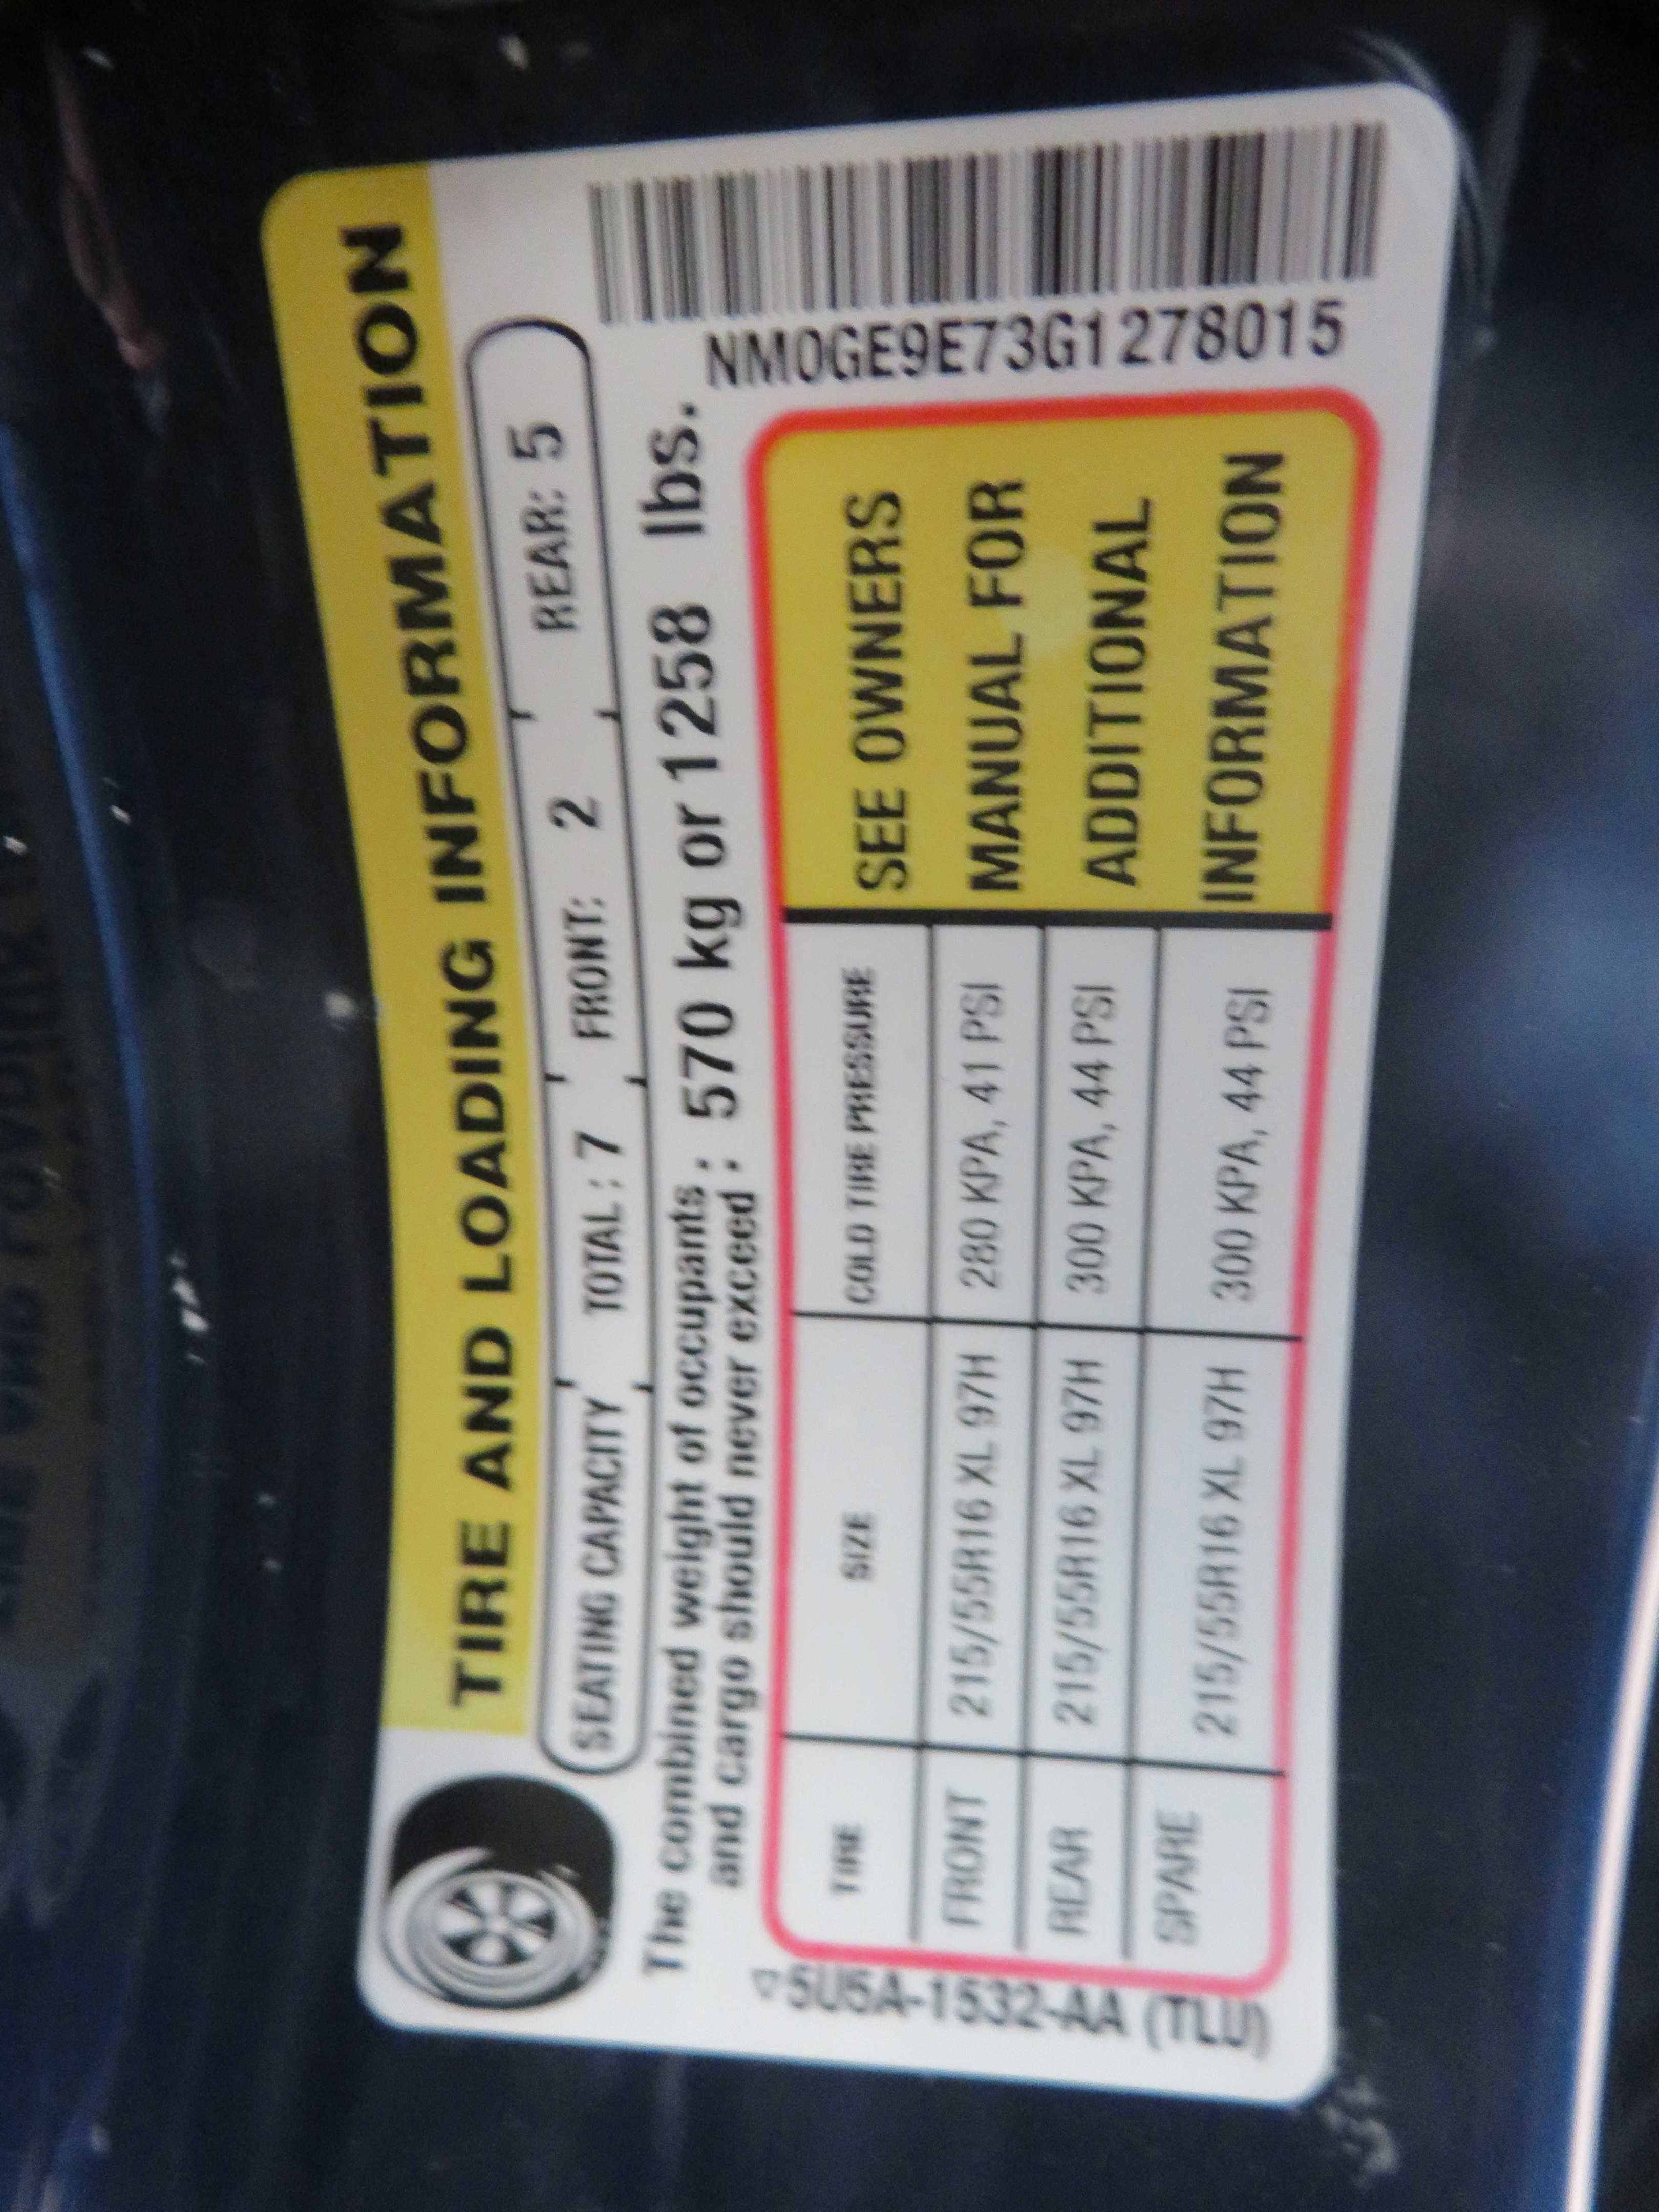 TIRE AND LOADING INFORMATION
SEATING CAPACITY TOTAL : 7 FRONT: 2 REAR: 5
The combined weight of occupants :
and cargo should never exceed : 570 kg or 1258 lbs.
NM0GE9E73G1278015
TIRE SIZE COLD TIRE PRESSURE
FRONT 215/55R16 XL 97H 280 KPA, 41 PSI
REAR 215/55R16 XL 97H 300 KPA, 44 PSI
SPARE 215/55R16 XL 97H 300 KPA, 44 PSI
SEE OWNERS
MANUAL FOR
ADDITIONAL
INFORMATION
▽5U5A-1532-AA (TLU)